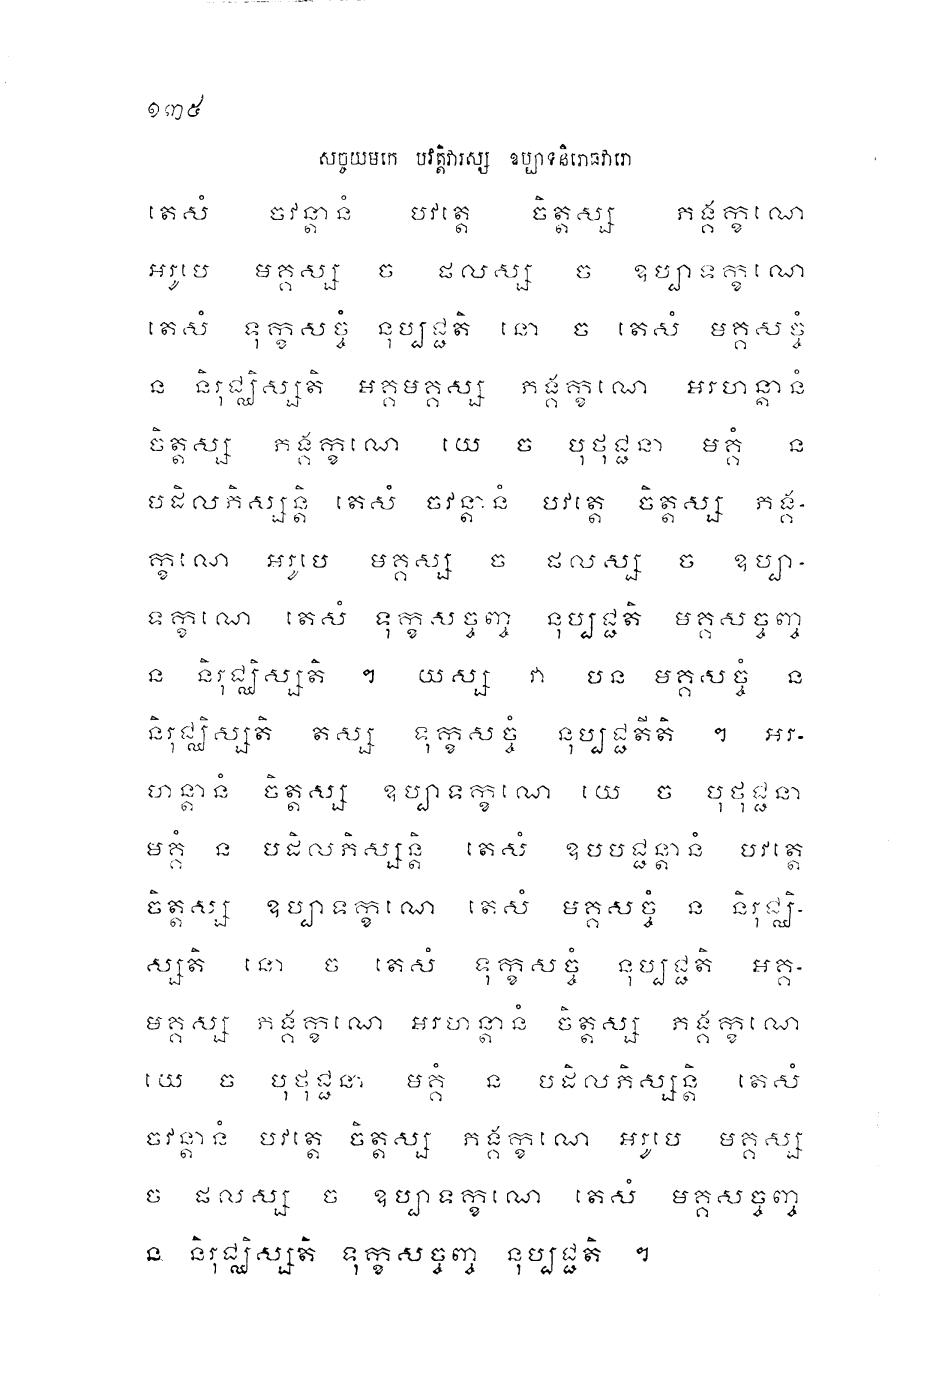 ១៣៥
សច្ចយមកេ បវត្តិវារស្ស ឧប្បាទនិរោធវារោ
តេសំ ចវន្តានំ បវត្តេ ចិត្តស្ស ភង្គក្ខណេ
អរូបេ មគ្គស្ស ច ផលស្ស ច ឧប្បាទក្ខណេ
តេសំ ទុក្ខសច្ចំ នុប្បជ្ជតិ នោ ច តេសំ មគ្គសច្ចំ
ន និរុជ្ឈិស្សតិ អគ្គមគ្គស្ស ភង្គក្ខណេ អរហន្តានំ
ចិត្តស្ស ភង្គក្ខណេ យេ ច បុថុជ្ជនា មគ្គំ ន
បដិលភិស្សន្តិ តេសំ ចវន្តានំ បវត្តេ ចិត្តស្ស ភង្គ-
ក្ខណេ អរូបេ មគ្គស្ស ច ផលស្ស ច ឧប្បា-
ទក្ខណេ តេសំ ទុក្ខសច្ចញ្ច នុប្បជ្ជតិ មគ្គសច្ចញ្ច
ន និរុជ្ឈិស្សតិ ។ យស្ស វា បន មគ្គសច្ចំ ន
និរុជ្ឈិស្សតិ តស្ស ទុក្ខសច្ចំ នុប្បជ្ជតីតិ ។ អរ-
ហន្តានំ ចិត្តស្ស ឧប្បាទក្ខណេ យេ ច បុថុជ្ជនា
មគ្គំ ន បដិលភិស្សន្តិ តេសំ ឧបបជ្ជន្តានំ បវត្តេ
ចិត្តស្ស ឧប្បាទក្ខណេ តេសំ មគ្គសច្ចំ ន និរុជ្ឈិ-
ស្សតិ នោ ច តេសំ ទុក្ខសច្ចំ នុប្បជ្ជតិ អគ្គ-
មគ្គស្ស ភង្គក្ខណេ អរហន្តានំ ចិត្តស្ស ភង្គក្ខណេ
យេ ច បុថុជ្ជនា មគ្គំ ន បដិលភិស្សន្តិ តេសំ
ចវន្តានំ បវត្តេ ចិត្តស្ស ភង្គក្ខណេ អរូបេ មគ្គស្ស
ច ផលស្ស ច ឧប្បាទក្ខណេ តេសំ មគ្គសច្ចញ្ច
ន និរុជ្ឈិស្សតិ ទុក្ខសច្ចញ្ច នុប្បជ្ជតិ ។